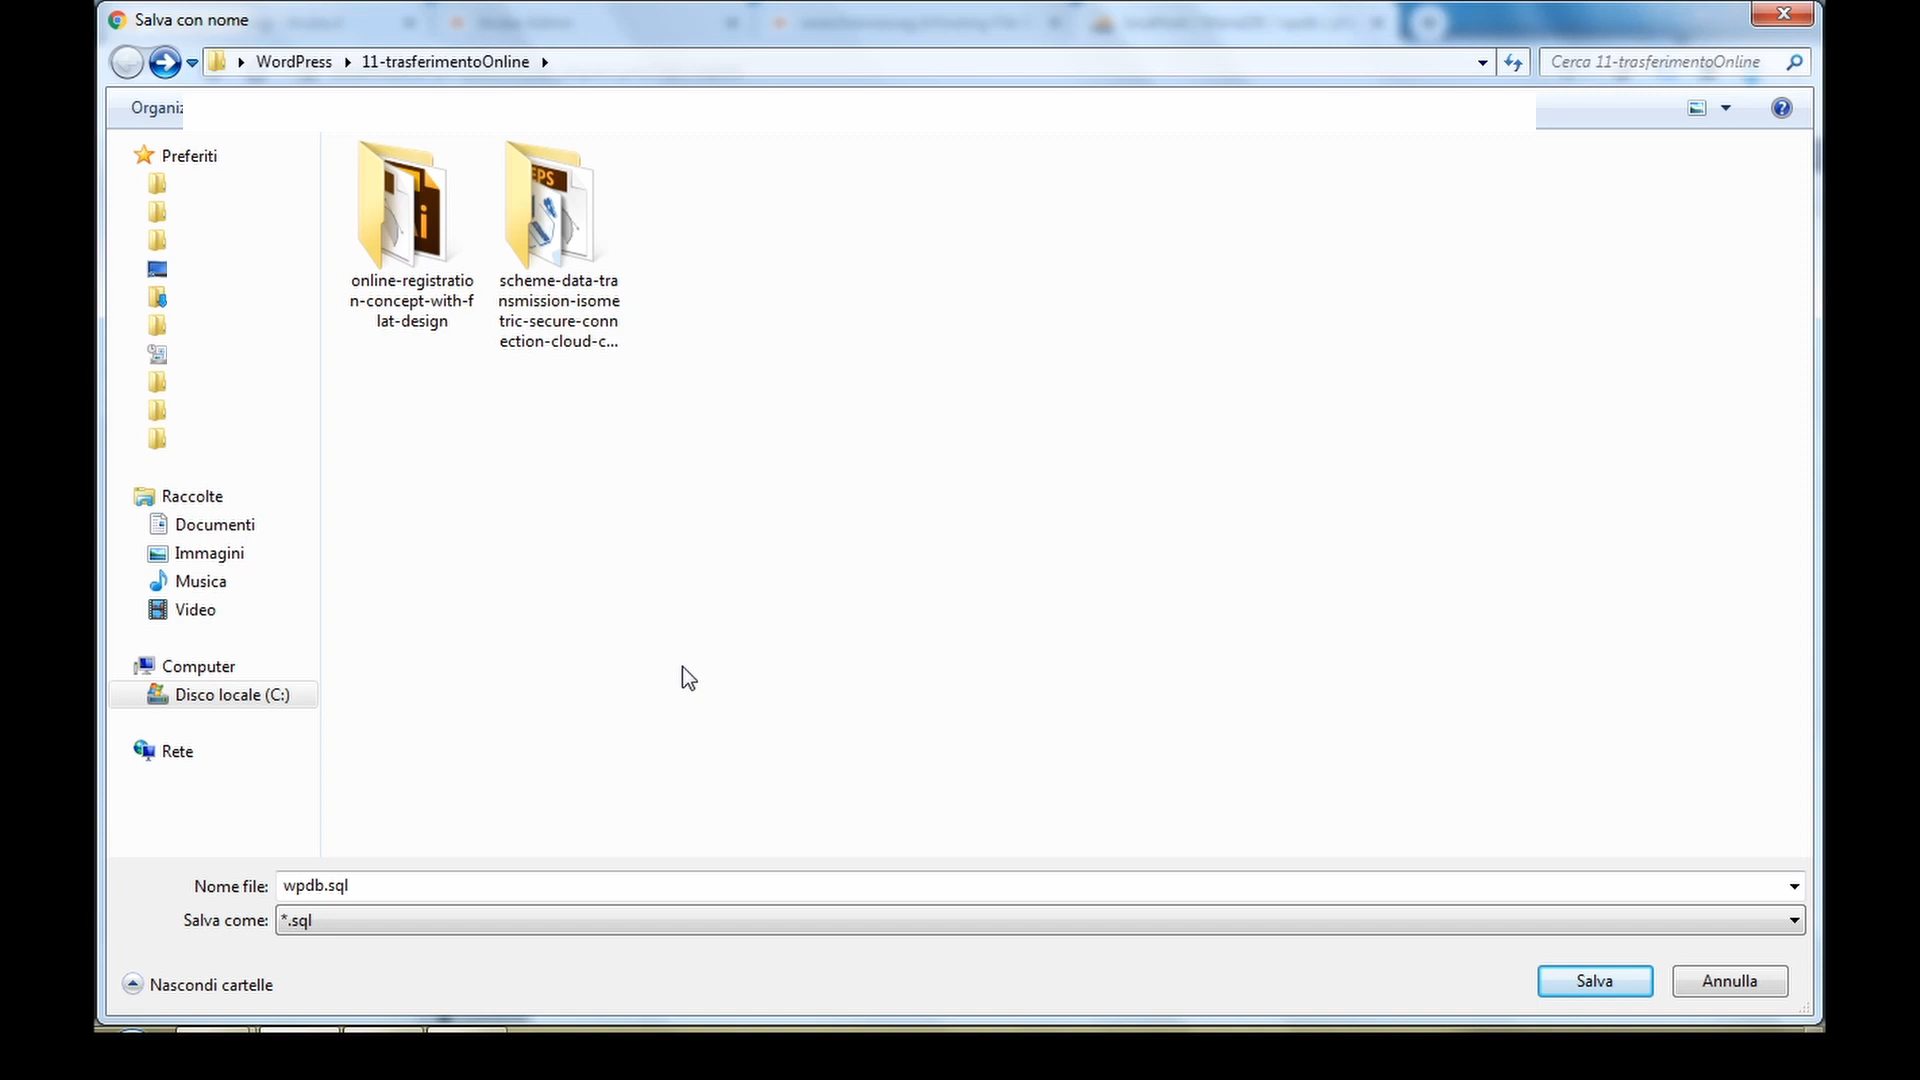 Salva con nome
WordPress 11-trasferimentoOnline
Cerca 11-trasferimentoOnline
Organiz
Preferiti
Raccolte
Documenti
Immagini
Musica
Video
Computer
Disco locale (C:)
Rete
EPS
online-registratio
n-concept-with-f
lat-design
scheme-data-tra
nsmission-isome
tric-secure-conn
ection-cloud-c...
Nome file: wpdb.sql
Salva come: *.sql
Nascondi cartelle
Salva
Annulla